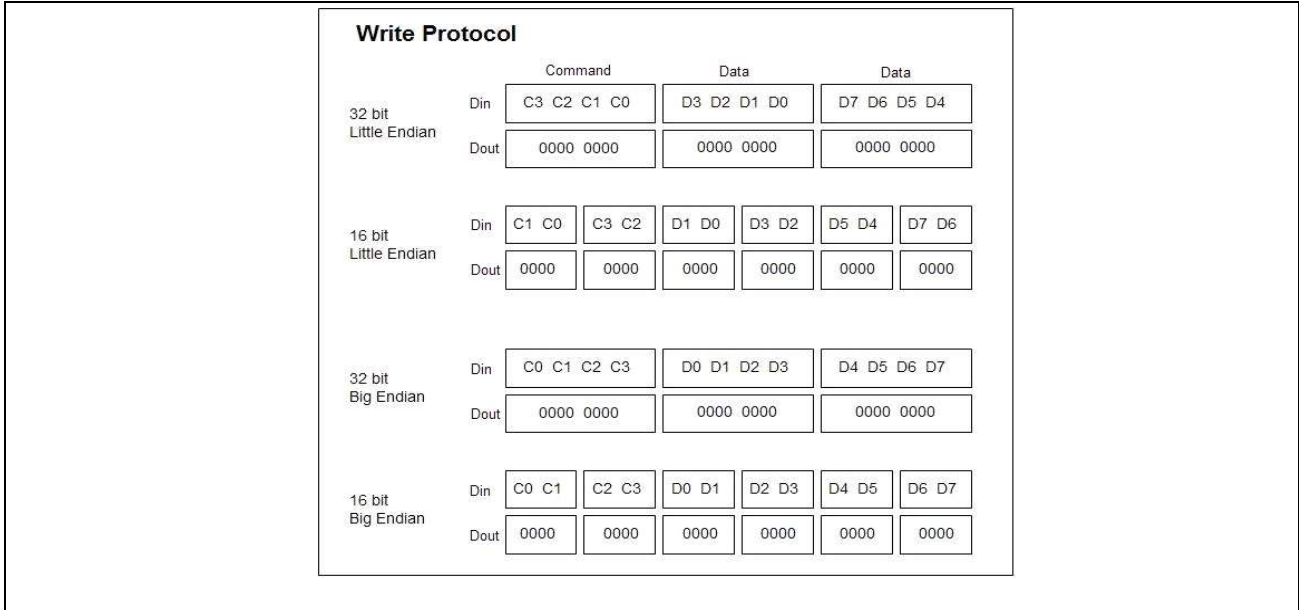 Write Protocol
Command Data Data
32 bit
Little Endian
Din C3 C2 C1 C0 D3 D2 D1 D0 D7 D6 D5 D4
Dout 0000 0000 0000 0000 0000 0000
16 bit
Little Endian
Din C1 C0 C3 C2 D1 D0 D3 D2 D5 D4 D7 D6
Dout 0000 0000 0000 0000 0000 0000
32 bit
Big Endian
Din C0 C1 C2 C3 D0 D1 D2 D3 D4 D5 D6 D7
Dout 0000 0000 0000 0000 0000 0000
16 bit
Big Endian
Din C0 C1 C2 C3 D0 D1 D2 D3 D4 D5 D6 D7
Dout 0000 0000 0000 0000 0000 0000